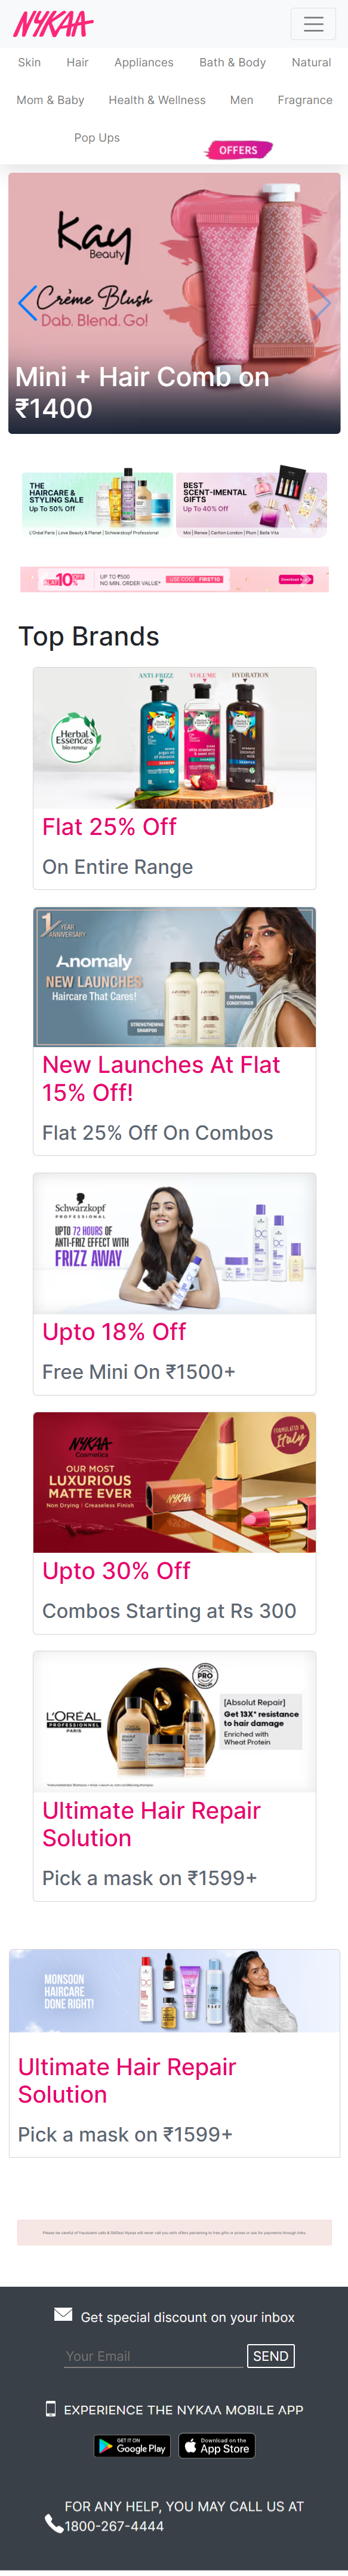 NYKAA
Skin Hair Appliances Bath & Body Natural
Mom & Baby Health & Wellness Men Fragrance
Pop Ups
OFFERS
Kay
Beauty
Crème Blush
Dab. Blend. Go!
Mini + Hair Comb on
₹1400
THE
HAIRCARE &
STYLING SALE
Up To 50% Off
L'Oréal Paris | Love Beauty & Planet | Schwarzkopf Professional
BEST
SCENT-IMENTAL
GIFTS
Up To 40% Off
Moi | Renee | Carlton London | Plum | Bella Vita
10% OFF
UP TO ₹500
NO MIN. ORDER VALUE*
USE CODE FIRST10
Top Brands
ANTI-FRIZZ VOLUME HYDRATION
Herbal
Essences
bio:renew
Flat 25% Off
On Entire Range
1 YEAR
ANNIVERSARY
Anomaly
NEW LAUNCHES
Haircare That Cares!
STRENGTHENING
SHAMPOO
REPAIRING
CONDITIONER
New Launches At Flat
15% Off!
Flat 25% Off On Combos
Schwarzkopf
PROFESSIONAL
UPTO 72 HOURS OF
ANTI-FRIZ EFFECT WITH
FRIZZ AWAY
Upto 18% Off
Free Mini On ₹1500+
NYKAA
Cosmetics
OUR MOST
LUXURIOUS
MATTE EVER
Non Drying | Creaseless Finish
FORMULATED IN
Italy
NYKAA
Upto 30% Off
Combos Starting at Rs 300
L'ORÉAL
PROFESSIONNEL
PARIS
PRO
[Absolut Repair]
Get 13X* resistance
to hair damage
Enriched with
Wheat Protein
Ultimate Hair Repair
Solution
Pick a mask on ₹1599+
MONSOON
HAIRCARE
DONE RIGHT!
Ultimate Hair Repair
Solution
Pick a mask on ₹1599+
Get special discount on your inbox
Your Email SEND
EXPERIENCE THE NYKAA MOBILE APP
GET IT ON
Google Play
Download on the
App Store
FOR ANY HELP, YOU MAY CALL US AT
1800-267-4444